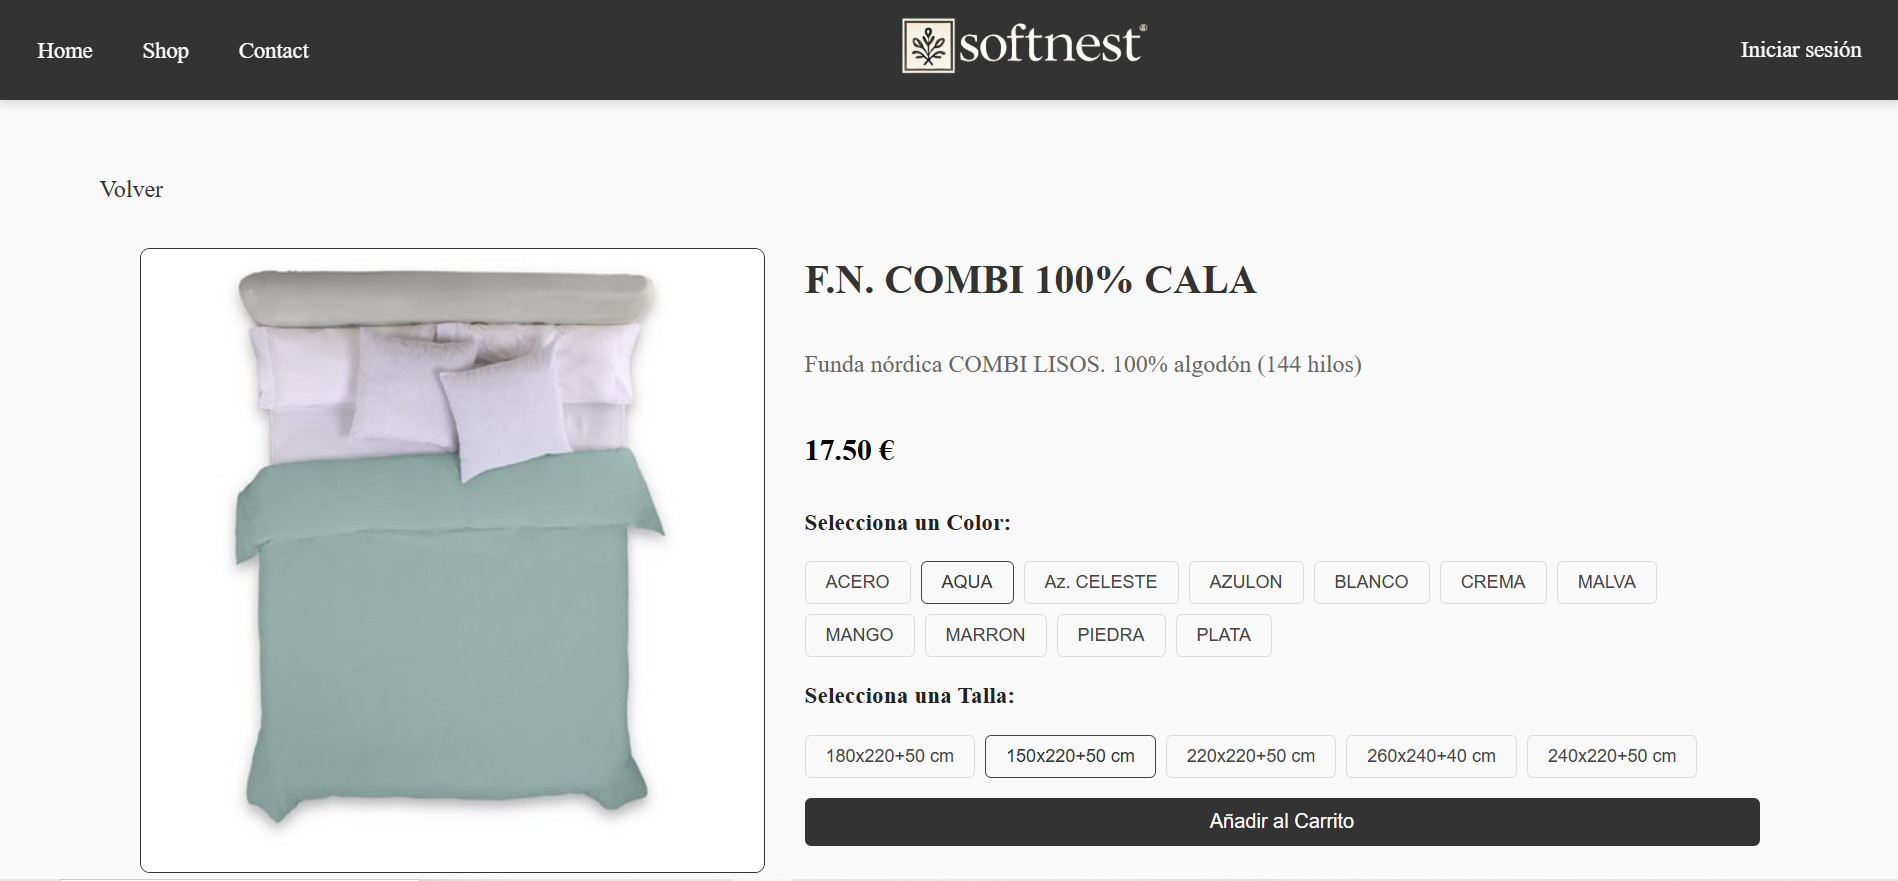 Home Shop Contact softnest® Iniciar sesión
Volver
F.N. COMBI 100% CALA
Funda nórdica COMBI LISOS. 100% algodón (144 hilos)
17.50 €
Selecciona un Color:
ACERO AQUA Az. CELESTE AZULON BLANCO CREMA MALVA
MANGO MARRON PIEDRA PLATA
Selecciona una Talla:
180x220+50 cm 150x220+50 cm 220x220+50 cm 260x240+40 cm 240x220+50 cm
Añadir al Carrito